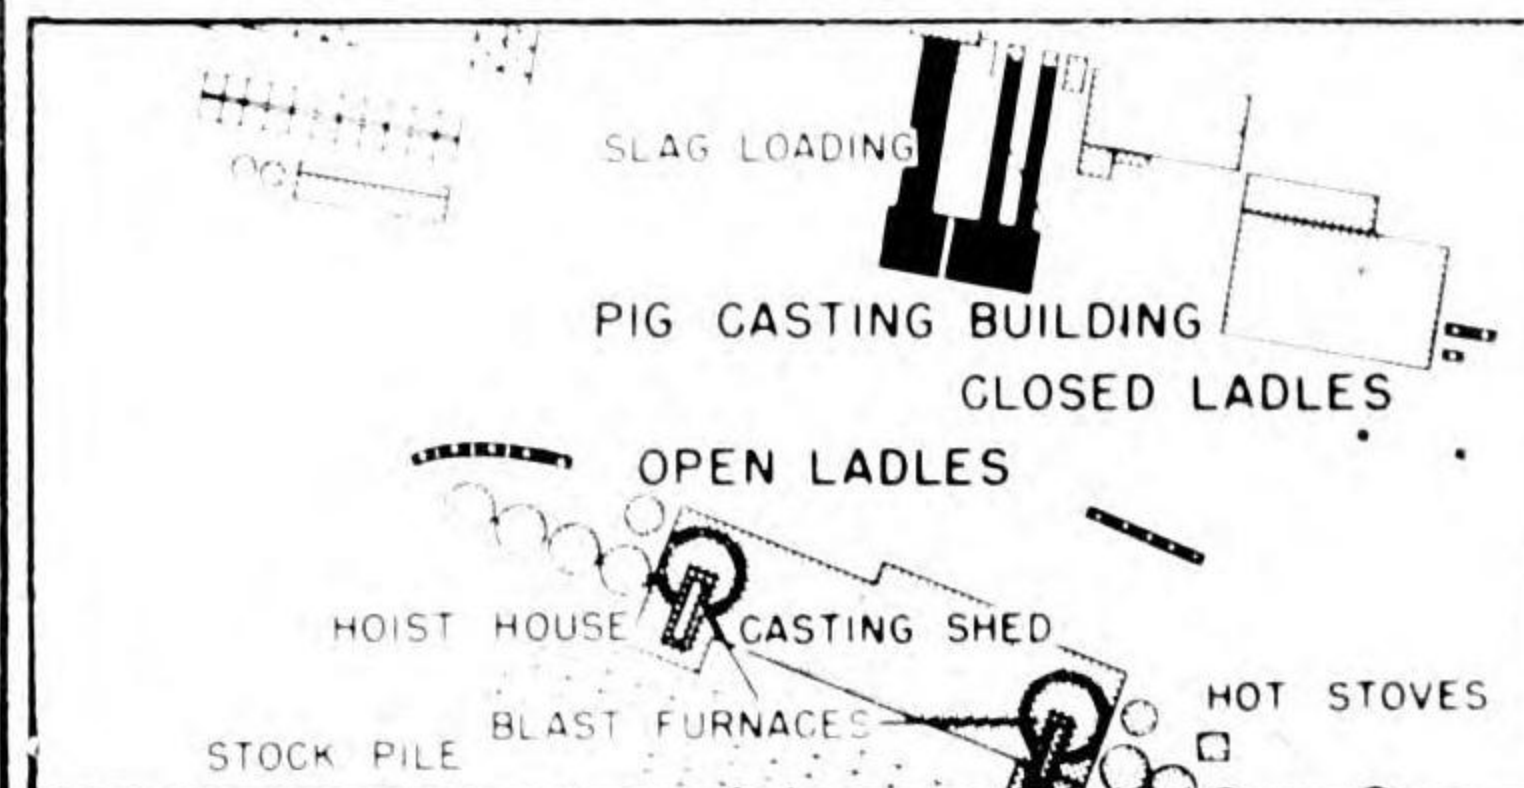 SLAG LOADING
PIG CASTING BUILDING
CLOSED LADLES
OPEN LADLES
HOIST HOUSE
CASTING SHED
HOT STOVES
BLAST FURNACES
STOCK PILE